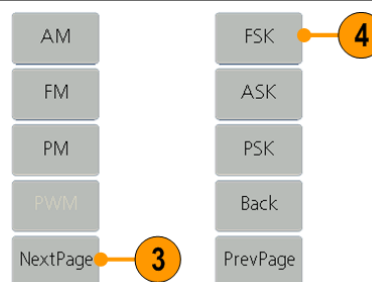 AM
FM
PM
PWM
NextPage 3
FSK 4
ASK
PSK
Back
PrevPage